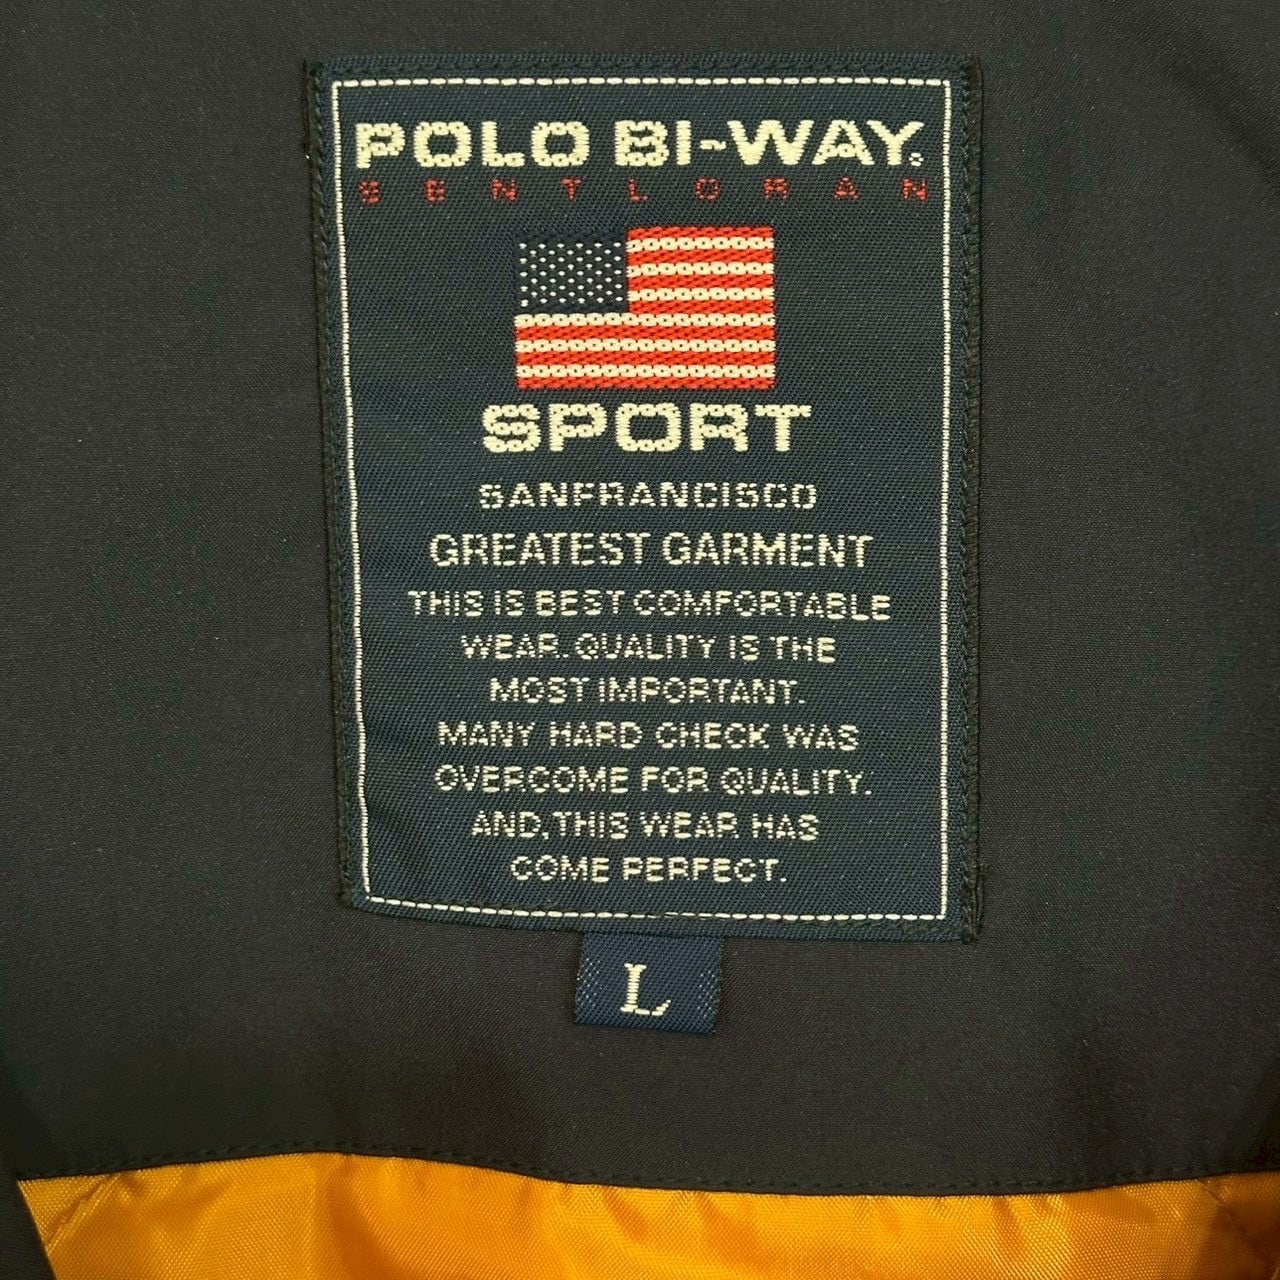 POLO BI-WAY.
BENTLORAN
SPORT
SANFRANCISCO
GREATEST GARMENT
THIS IS BEST COMFORTABLE
WEAR. QUALITY IS THE
MOST IMPORTANT.
MANY HARD CHECK WAS
OVERCOME FOR QUALITY.
AND, THIS WEAR HAS
COME PERFECT.
L